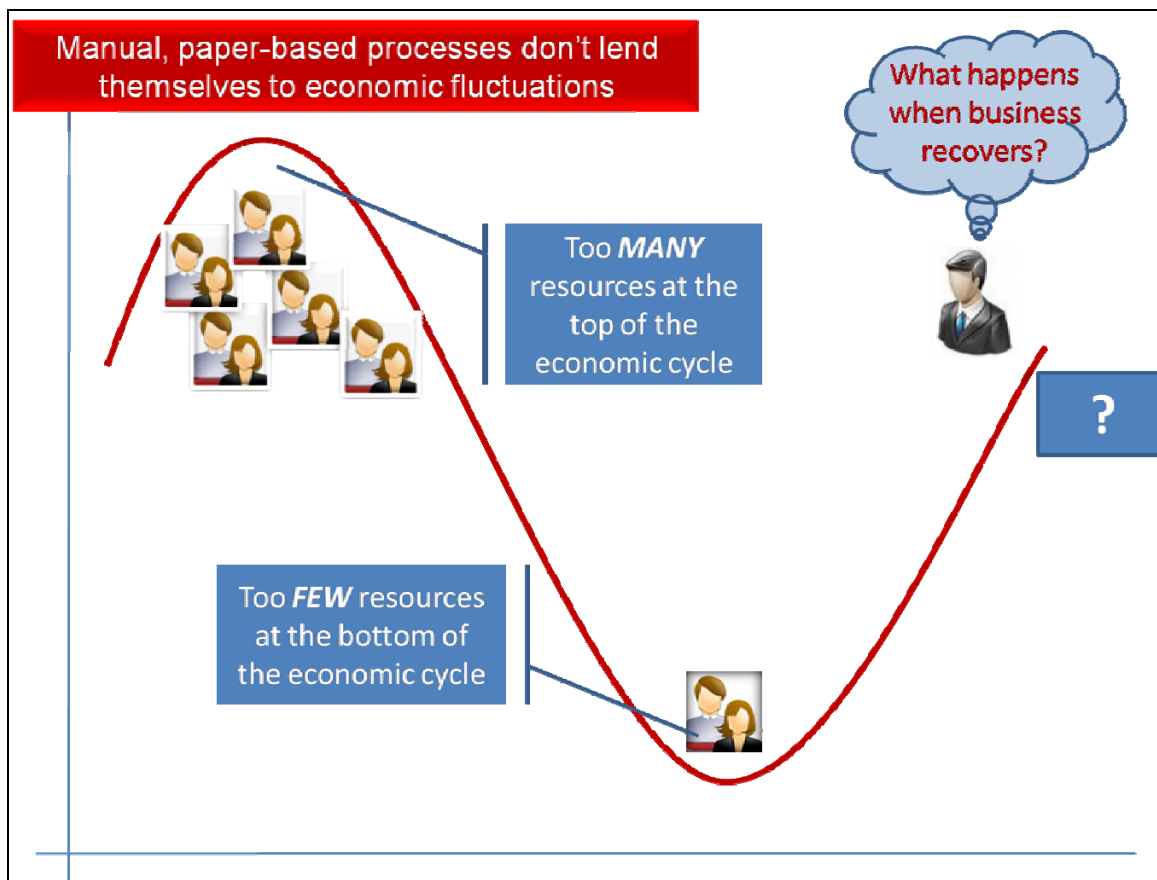 Manual, paper-based processes don't lend
themselves to economic fluctuations
What happens
when business
recovers?
Too MANY
resources at the
top of the
economic cycle
?
Too FEW resources
at the bottom of
the economic cycle